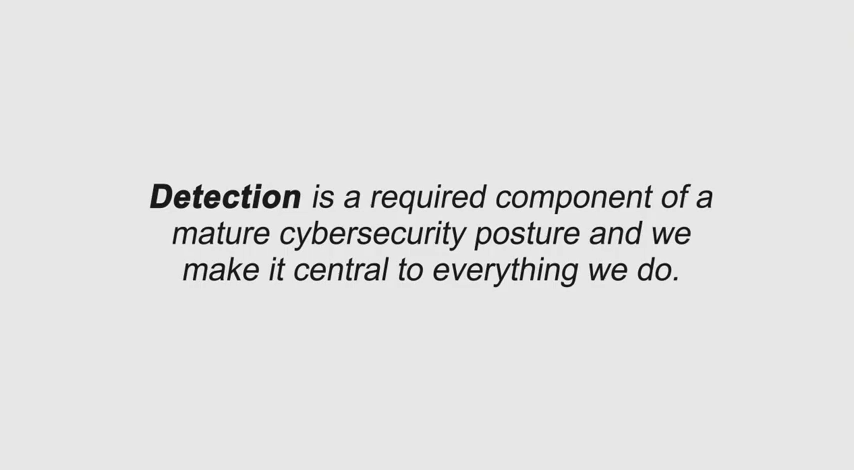 Detection is a required component of a
mature cybersecurity posture and we
make it central to everything we do.